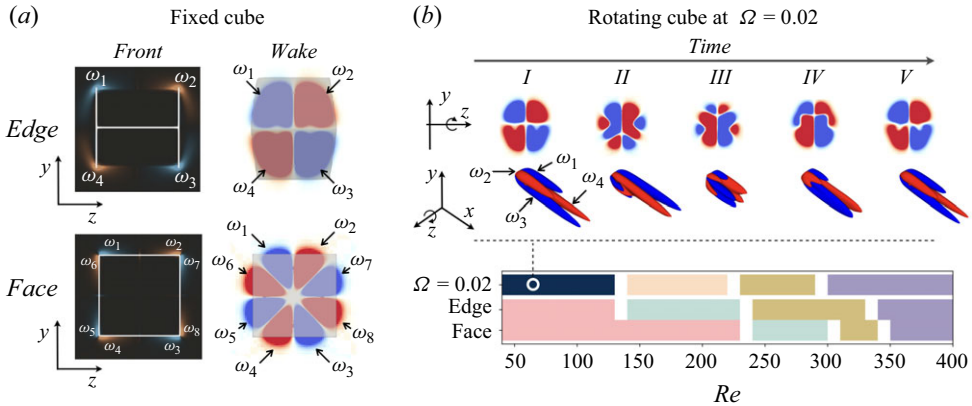 (a) Fixed cube
Front Wake
Edge
ω1 ω2
ω4 ω3
y
z
ω1 ω2
ω4 ω3
Face
ω1 ω2
ω6 ω7
ω5 ω8
ω4 ω3
y
z
ω1 ω2
ω6 ω7
ω5 ω8
ω4 ω3
(b) Rotating cube at Ω = 0.02
Time
I II III IV V
y
z
y
x
z
ω2 ω1
ω4
ω3
Ω = 0.02
Edge
Face
50 100 150 200 250 300 350 400
Re